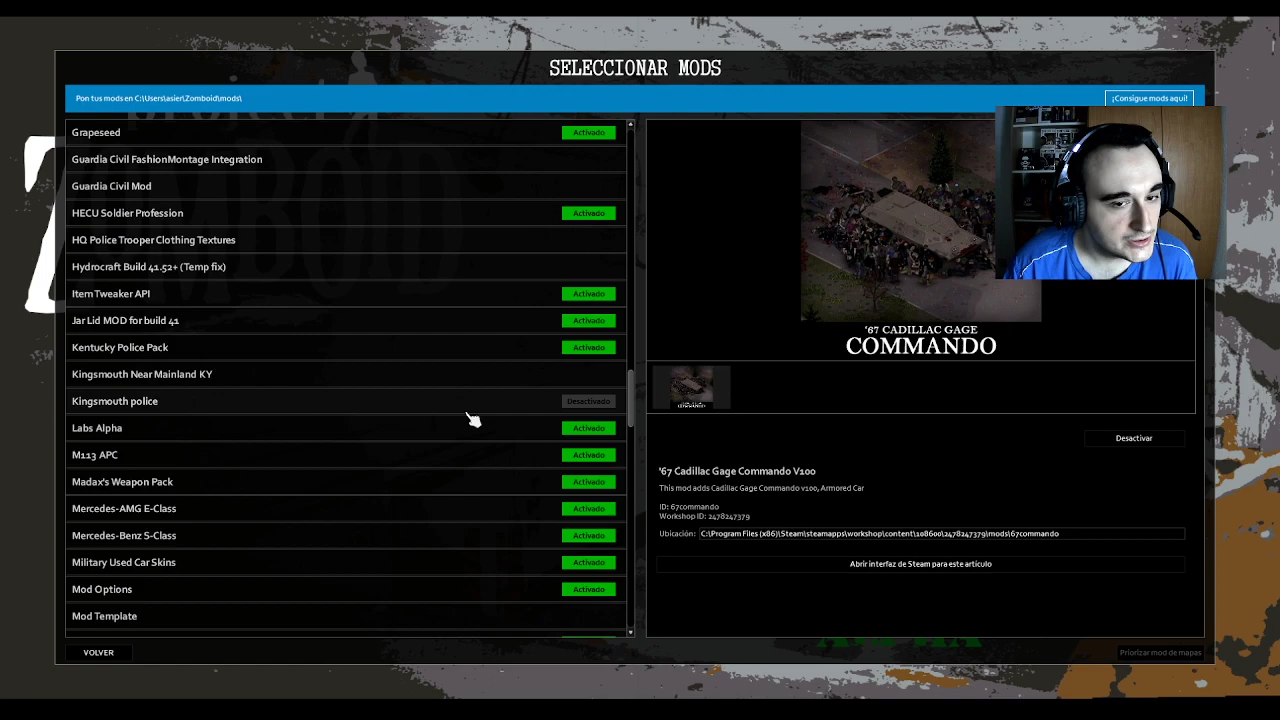 SELECCIONAR MODS
Pon tus mods en C:\Users\asier\Zomboid\mods\
¡Consigue mods aquí!
Grapeseed
Activado
Guardia Civil FashionMontage Integration
Guardia Civil Mod
HECU Soldier Profession
Activado
HQ Police Trooper Clothing Textures
Hydrocraft Build 41.52+ (Temp fix)
Item Tweaker API
Activado
Jar Lid MOD for build 41
Activado
Kentucky Police Pack
Activado
Kingsmouth Near Mainland KY
Kingsmouth police
Desactivado
Labs Alpha
Activado
M113 APC
Activado
Madax's Weapon Pack
Activado
Mercedes-AMG E-Class
Activado
Mercedes-Benz S-Class
Activado
Military Used Car Skins
Activado
Mod Options
Activado
Mod Template
VOLVER
'67 CADILLAC GAGE
COMMANDO
Desactivar
'67 Cadillac Gage Commando V100
This mod adds Cadillac Gage Commando v100, Armored Car
ID: 67commando
Workshop ID: 2478247379
Ubicación: C:\Program Files (x86)\Steam\steamapps\workshop\content\108600\2478247379\mods\67commando
Abrir interfaz de Steam para este artículo
Priorizar mod de mapas